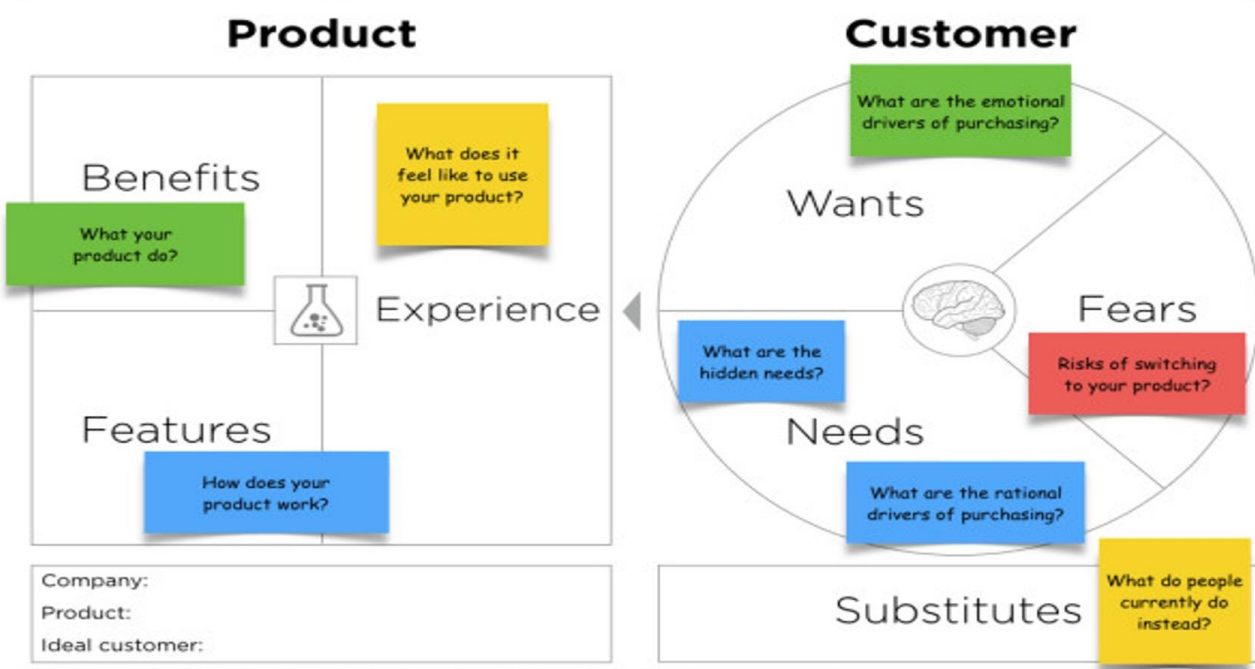 Product
Benefits
What your
product do?
What does it
feel like to use
your product?
Experience
Features
How does your
product work?
Company:
Product:
Ideal customer:
Customer
What are the emotional
drivers of purchasing?
Wants
Fears
Risks of switching
to your product?
What are the
hidden needs?
Needs
What are the rational
drivers of purchasing?
Substitutes
What do people
currently do
instead?